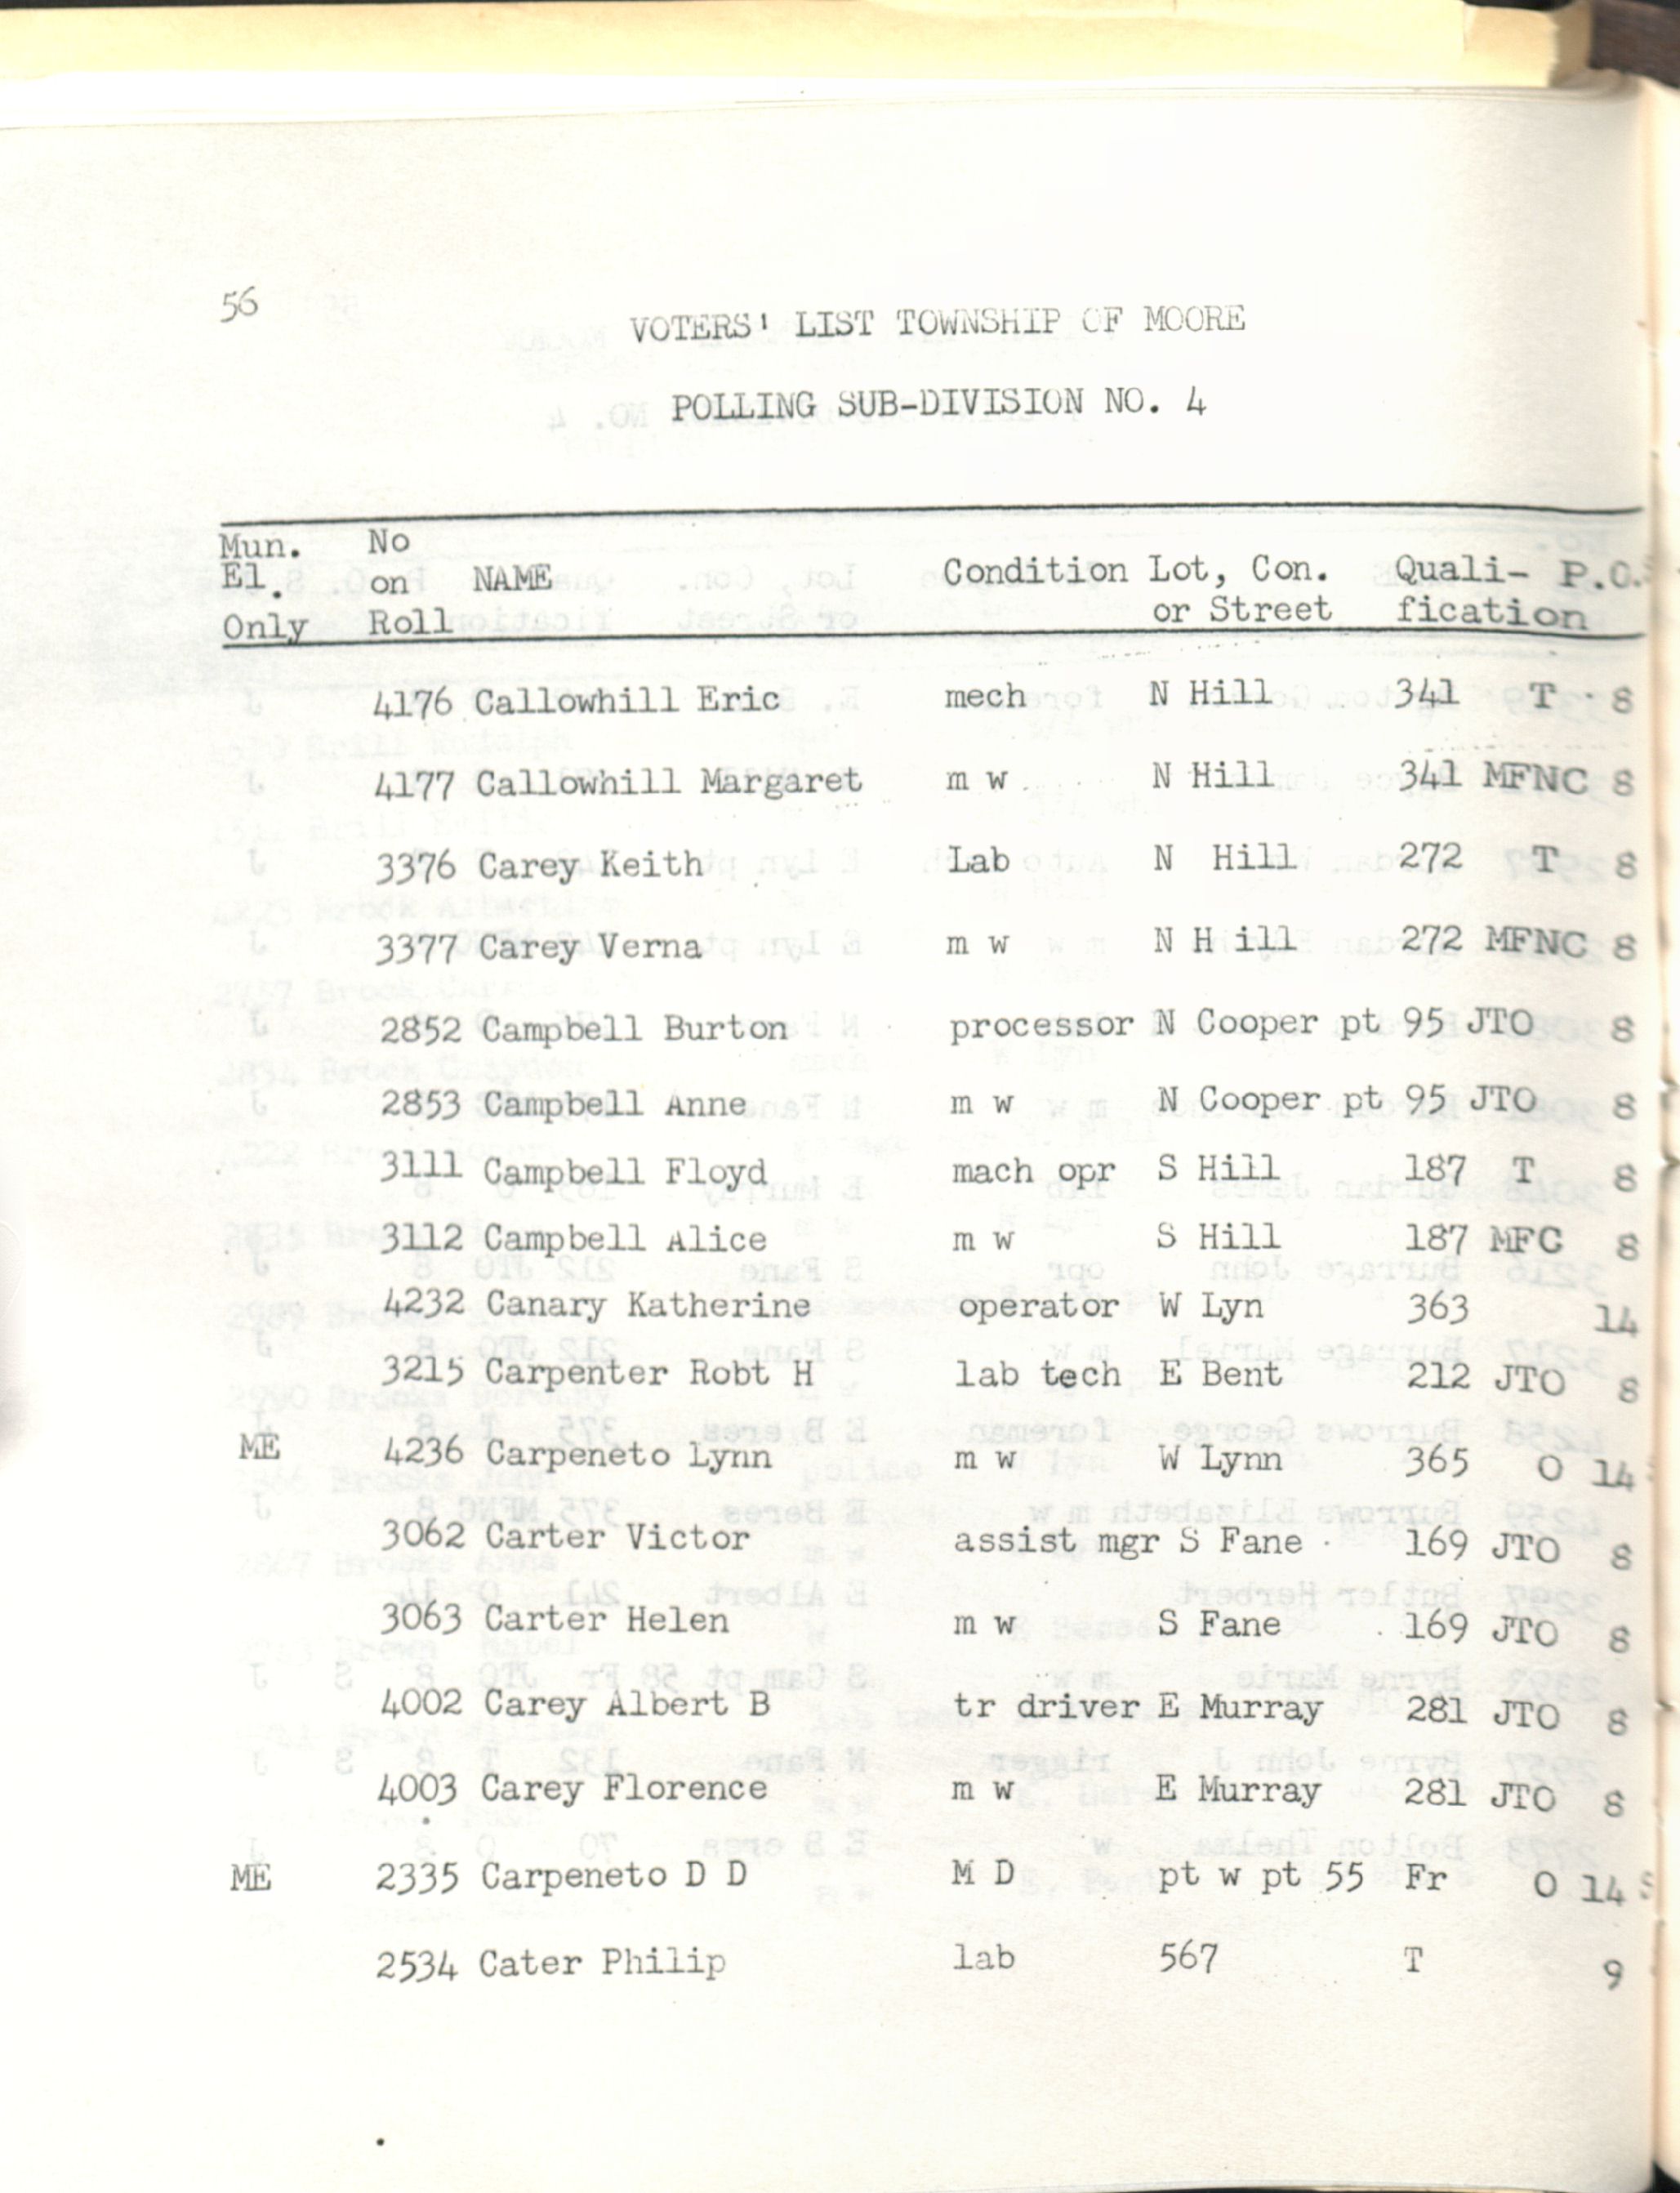 56
VOTERS' LIST TOWNSHIP OF MOORE
POLLING SUB-DIVISION NO. 4
Mun. No
El. on NAME Condition Lot, Con. Quali- P.O.
Only Roll or Street fication
4176 Callowhill Eric mech N Hill 341 T 8
4177 Callowhill Margaret m w N Hill 341 MFNC 8
3376 Carey Keith Lab N Hill 272 T 8
3377 Carey Verna m w N H ill 272 MFNC 8
2852 Campbell Burton processor N Cooper pt 95 JTO 8
2853 Campbell Anne m w N Cooper pt 95 JTO 8
3111 Campbell Floyd mach opr S Hill 187 T 8
3112 Campbell Alice m w S Hill 187 MFC 8
4232 Canary Katherine operator W Lyn 363 14
3215 Carpenter Robt H lab tech E Bent 212 JTO 8
ME 4236 Carpeneto Lynn m w W Lynn 365 O 14
3062 Carter Victor assist mgr S Fane 169 JTO 8
3063 Carter Helen m w S Fane 169 JTO 8
4002 Carey Albert B tr driver E Murray 281 JTO 8
4003 Carey Florence m w E Murray 281 JTO 8
ME 2335 Carpeneto D D M D pt w pt 55 Fr O 14
2534 Cater Philip lab 567 T 9